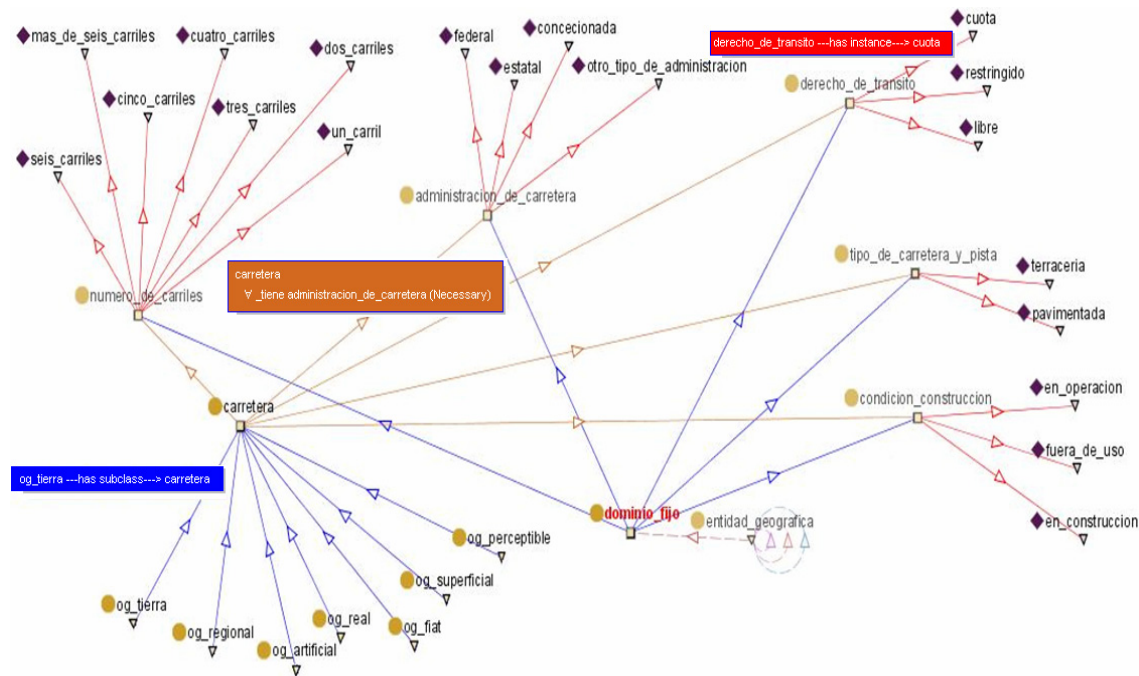 mas_de_seis_carriles
cuatro_carriles
dos_carriles
cinco_carriles
tres_carriles
un_carril
seis_carriles
numero_de_carriles
federal
concecionada
estatal
otro_tipo_de_administracion
administración_de_carretera
derecho_de_transito ---has instance---> cuota
cuota
restringido
derecho_de_transito
libre
carretera
∀ _tiene administracion_de_carretera (Necessary)
tipo_de_carretera_y_pista
terraceria
pavimentada
carretera
condicion_construccion
en_operacion
fuera_de_uso
en_construccion
og_tierra ---has subclass---> carretera
dominio_fijo
entidad_geografica
og_perceptible
og_superficial
og_tierra
og_regional
og_artificial
og_real
og_fiat